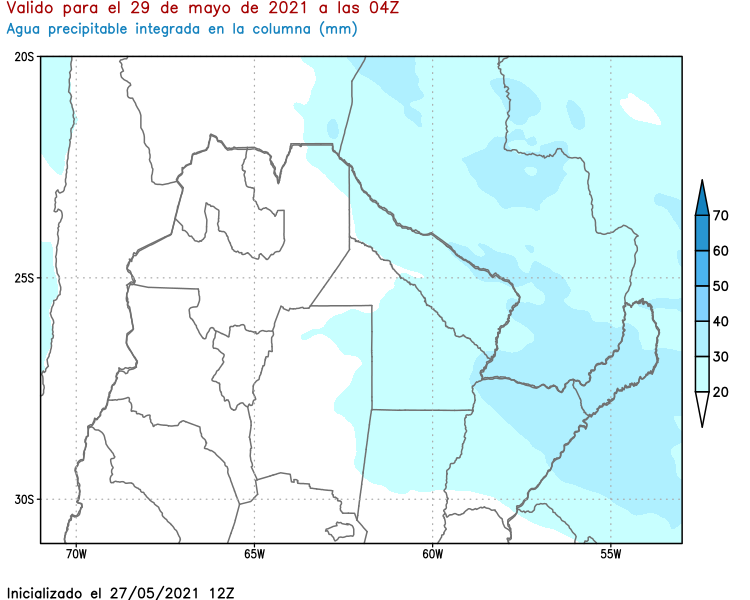 Valido para el 29 de mayo de 2021 a las 04Z
Agua precipitable integrada en la columna (mm)
20S
25S
30S
70W
65W
60W
55W
70
60
50
40
30
20
Inicializado el 27/05/2021 12Z